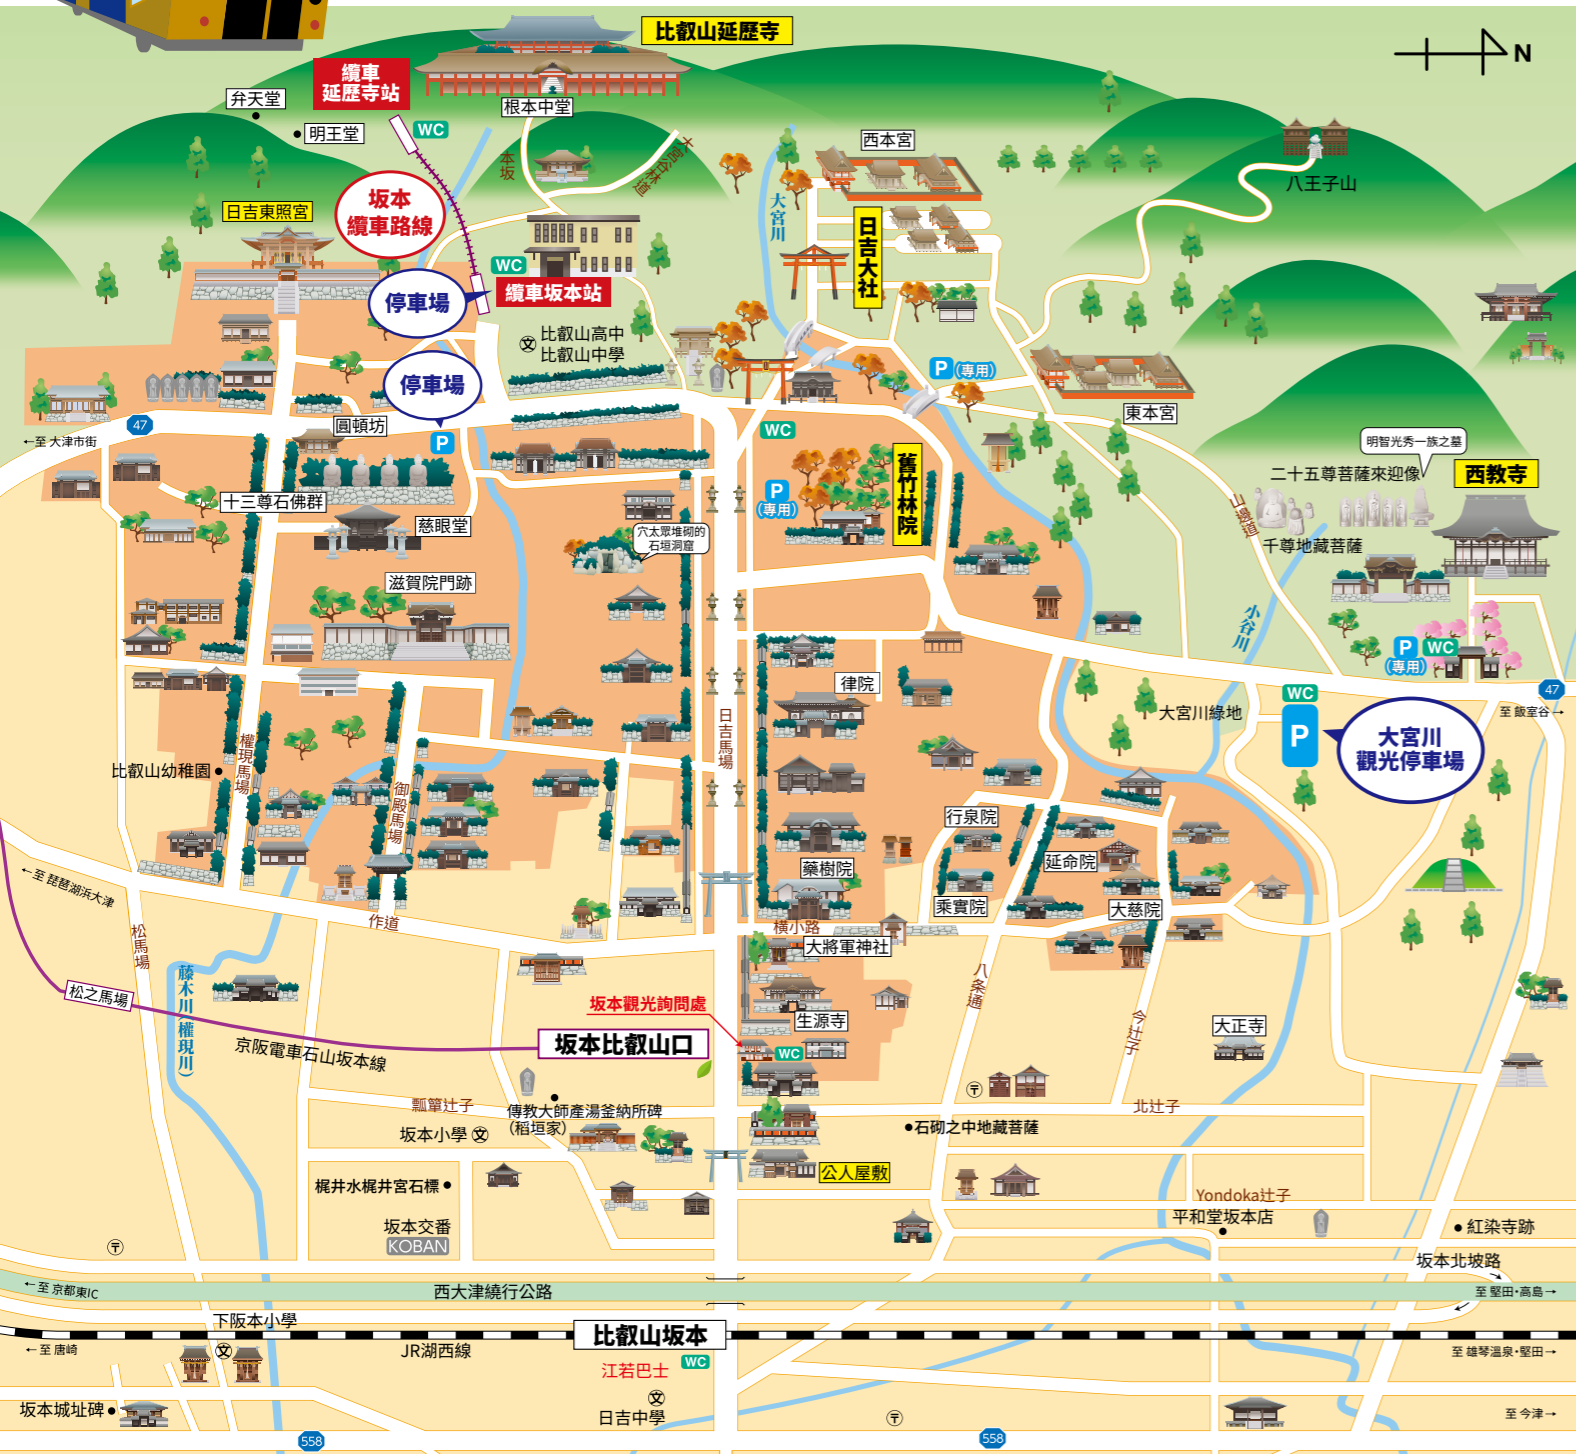 比叡山延歷寺
N
纜車
延歷寺站
弁天堂
明王堂
WC
根本中堂
本坂
大宮谷林道
西本宮
大宮川
八王子山
坂本
纜車路線
日吉東照宮
日吉大社
WC
停車場
纜車坂本站
比叡山高中
比叡山中學
文
停車場
P(専用)
東本宮
47
圓頓坊
P
WC
←至 大津市街
明智光秀一族之墓
西教寺
二十五尊菩薩來迎像
舊竹林院
P
(専用)
十三尊石佛群
慈眼堂
穴太眾堆砌的
石垣洞窟
山邊道
千尊地藏菩薩
滋賀院門跡
小谷川
P
(専用)
WC
律院
47
至 飯室谷→
WC
P
大宮川綠地
大宮川
觀光停車場
日吉馬場
權現馬場
比叡山幼稚園
御殿馬場
行泉院
延命院
藥樹院
乘實院
大慈院
←至 琵琶湖浜大津
作道
橫小路
大將軍神社
松馬場
藤木川(權現川)
松之馬場
八条通
坂本觀光詢問處
生源寺
今辻子
大正寺
坂本比叡山口
WC
京阪電車石山坂本線
瓢簞辻子
傳教大師產湯釜納所碑
(稻垣家)
坂本小學 文
〒
北辻子
石砌之中地藏菩薩
公人屋敷
梶井水梶井宮石標
Yondoka辻子
平和堂坂本店
坂本交番
KOBAN
紅染寺跡
〒
坂本北坡路
←至 京都東IC
西大津繞行公路
至 堅田・高島→
下阪本小學
比叡山坂本
←至 唐崎
文
JR湖西線
至 雄琴溫泉・堅田→
江若巴士
WC
文
日吉中學
坂本城址碑
〒
至 今津→
558
558